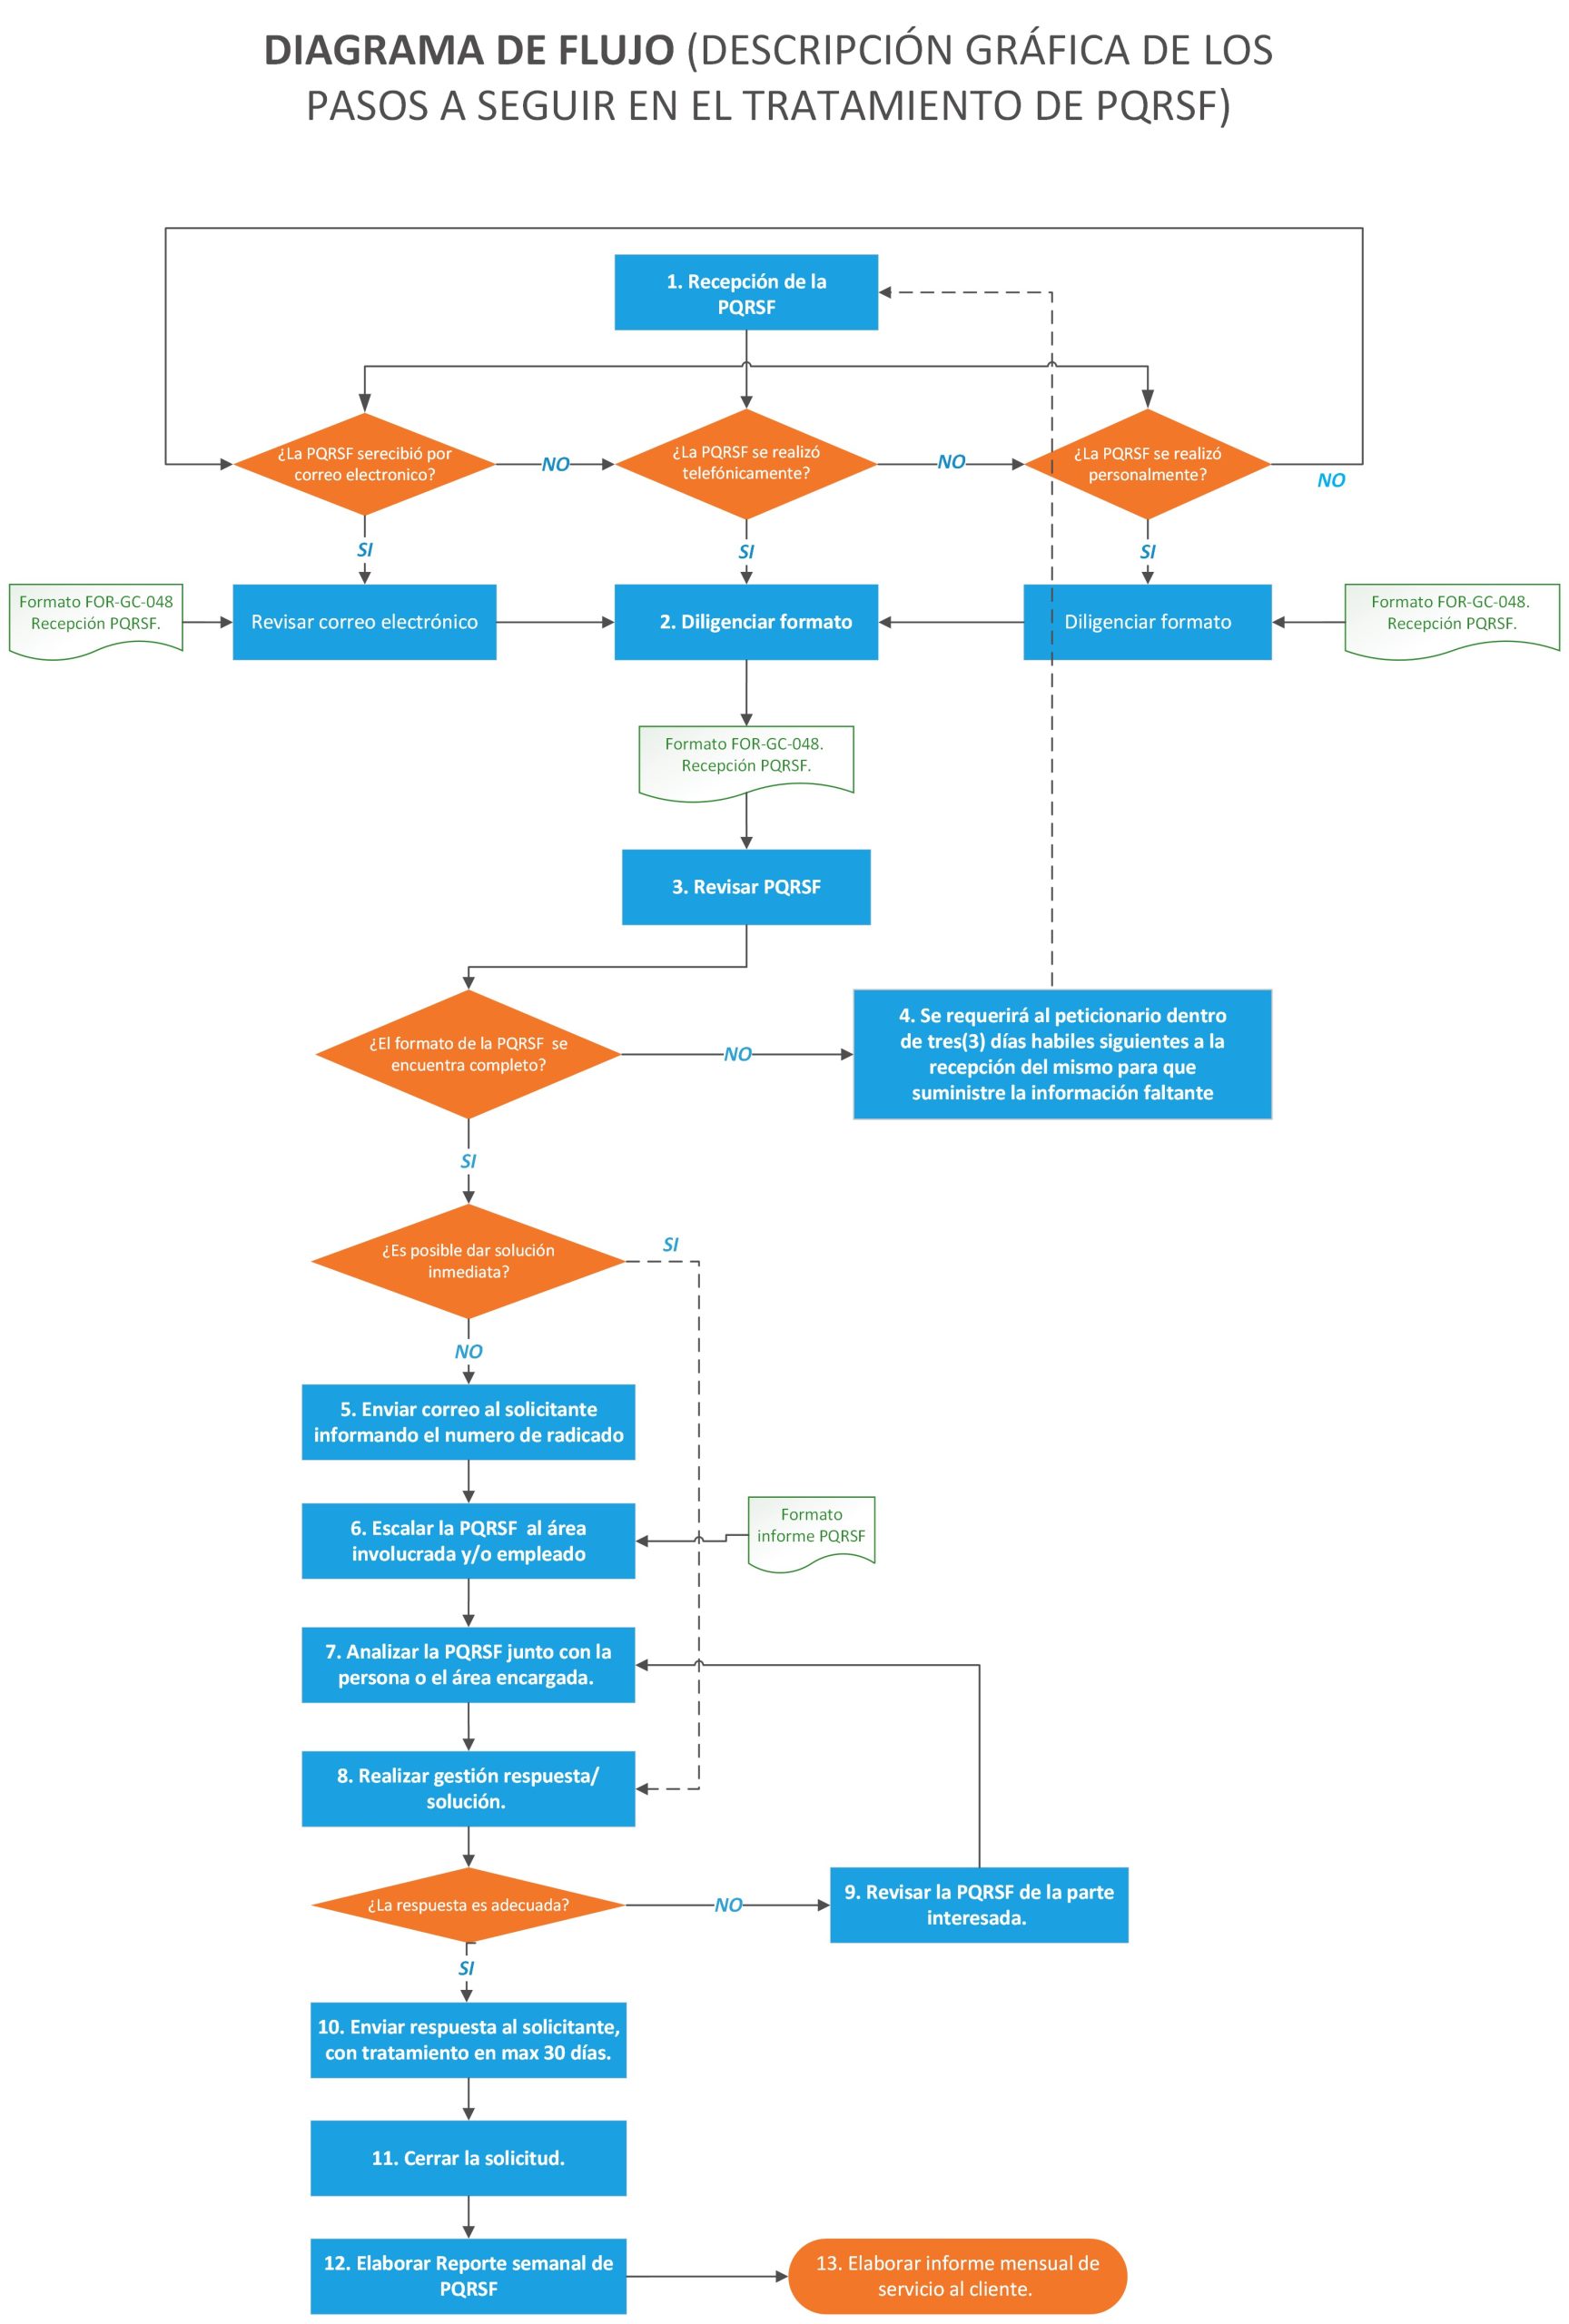 DIAGRAMA DE FLUJO (DESCRIPCIÓN GRÁFICA DE LOS
PASOS A SEGUIR EN EL TRATAMIENTO DE PQRSF)
1. Recepción de la
PQRSF
¿La PQRSF serecibió por
correo electronico?
NO
¿La PQRSF se realizó
telefónicamente?
NO
¿La PQRSF se realizó
personalmente?
NO
SI
SI
SI
Formato FOR-GC-048
Recepción PQRSF.
Revisar correo electrónico
2. Diligenciar formato
Diligenciar formato
Formato FOR-GC-048.
Recepción PQRSF.
Formato FOR-GC-048.
Recepción PQRSF.
3. Revisar PQRSF
¿El formato de la PQRSF se
encuentra completo?
NO
4. Se requerirá al peticionario dentro
de tres(3) días habiles siguientes a la
recepción del mismo para que
suministre la información faltante
SI
¿Es posible dar solución
inmediata?
SI
NO
5. Enviar correo al solicitante
informando el numero de radicado
6. Escalar la PQRSF al área
involucrada y/o empleado
Formato
informe PQRSF
7. Analizar la PQRSF junto con la
persona o el área encargada.
8. Realizar gestión respuesta/
solución.
¿La respuesta es adecuada?
NO
9. Revisar la PQRSF de la parte
interesada.
SI
10. Enviar respuesta al solicitante,
con tratamiento en max 30 días.
11. Cerrar la solicitud.
12. Elaborar Reporte semanal de
PQRSF
13. Elaborar informe mensual de
servicio al cliente.